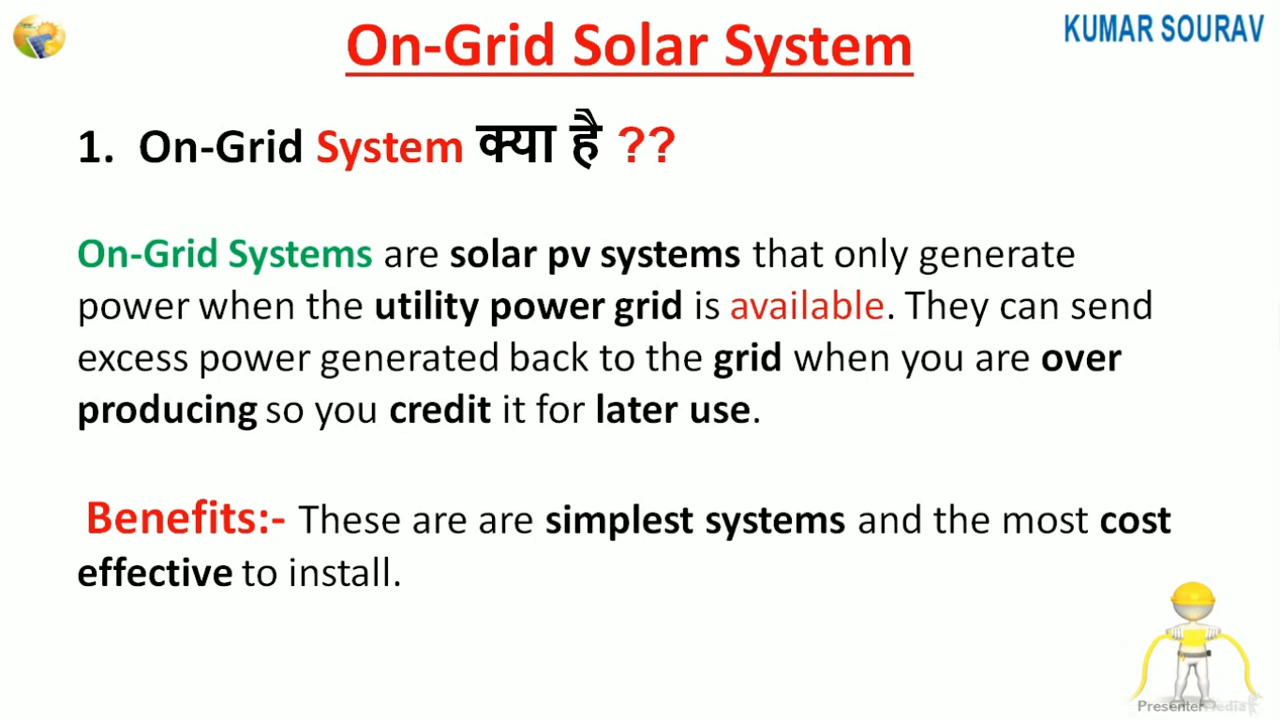 On-Grid Solar System
KUMAR SOURAV
1. On-Grid System क्या है ??
On-Grid Systems are solar pv systems that only generate
power when the utility power grid is available. They can send
excess power generated back to the grid when you are over
producing so you credit it for later use.
Benefits:- These are are simplest systems and the most cost
effective to install.
PresenterMedia